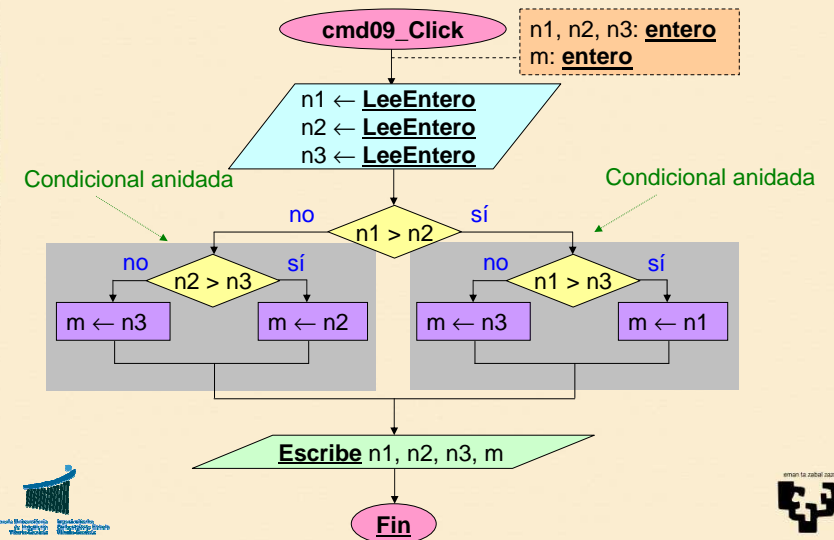 cmd09_Click
n1, n2, n3: entero
m: entero
n1 ← LeeEntero
n2 ← LeeEntero
n3 ← LeeEntero
Condicional anidada
Condicional anidada
no
sí
n1 > n2
no
sí
n2 > n3
no
sí
n1 > n3
m ← n3
m ← n2
m ← n3
m ← n1
Escribe n1, n2, n3, m
Fin
eman ta zabal zazu